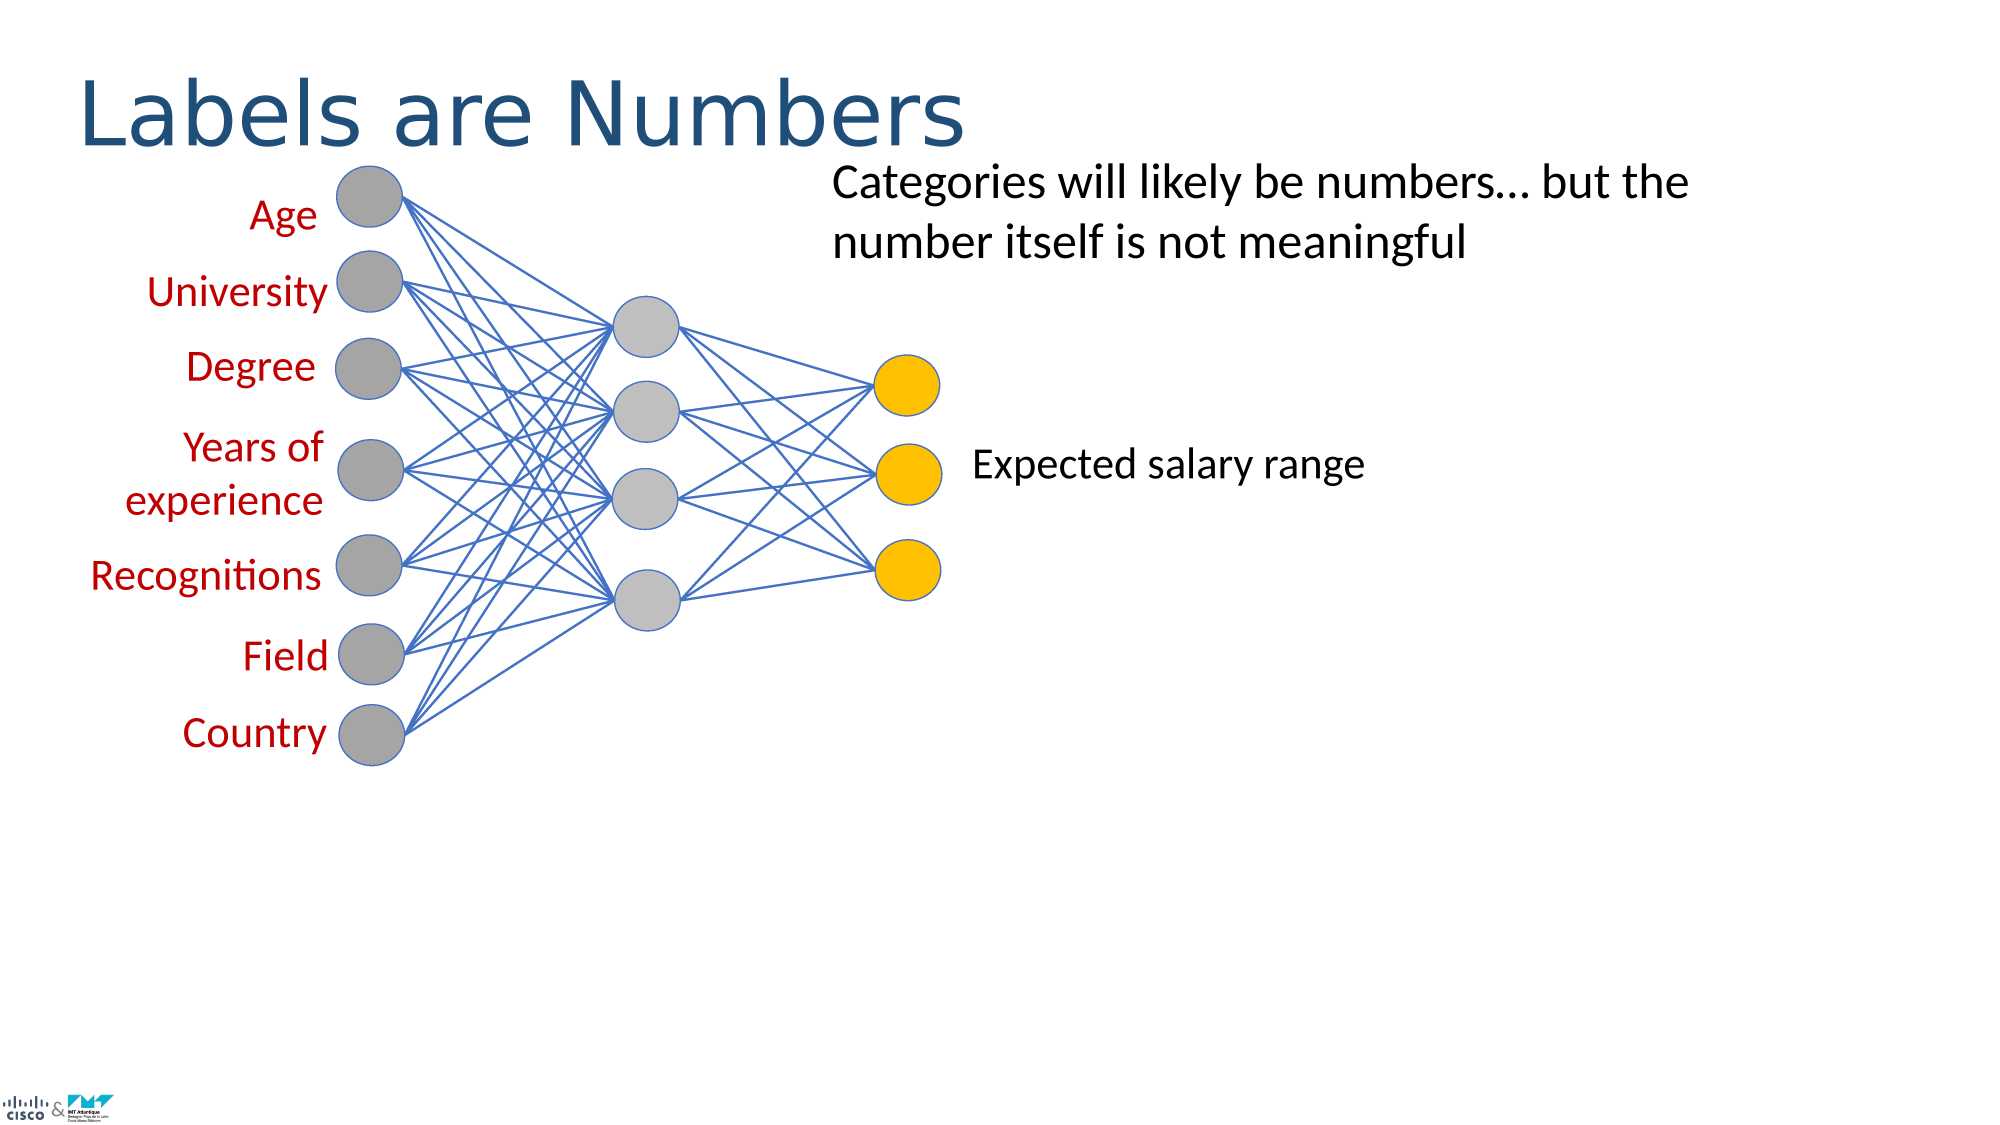 Labels are Numbers
Categories will likely be numbers… but the
number itself is not meaningful
Age
University
Degree
Years of
experience
Recognitions
Field
Country
Expected salary range
CISCO
&
IMT Atlantique